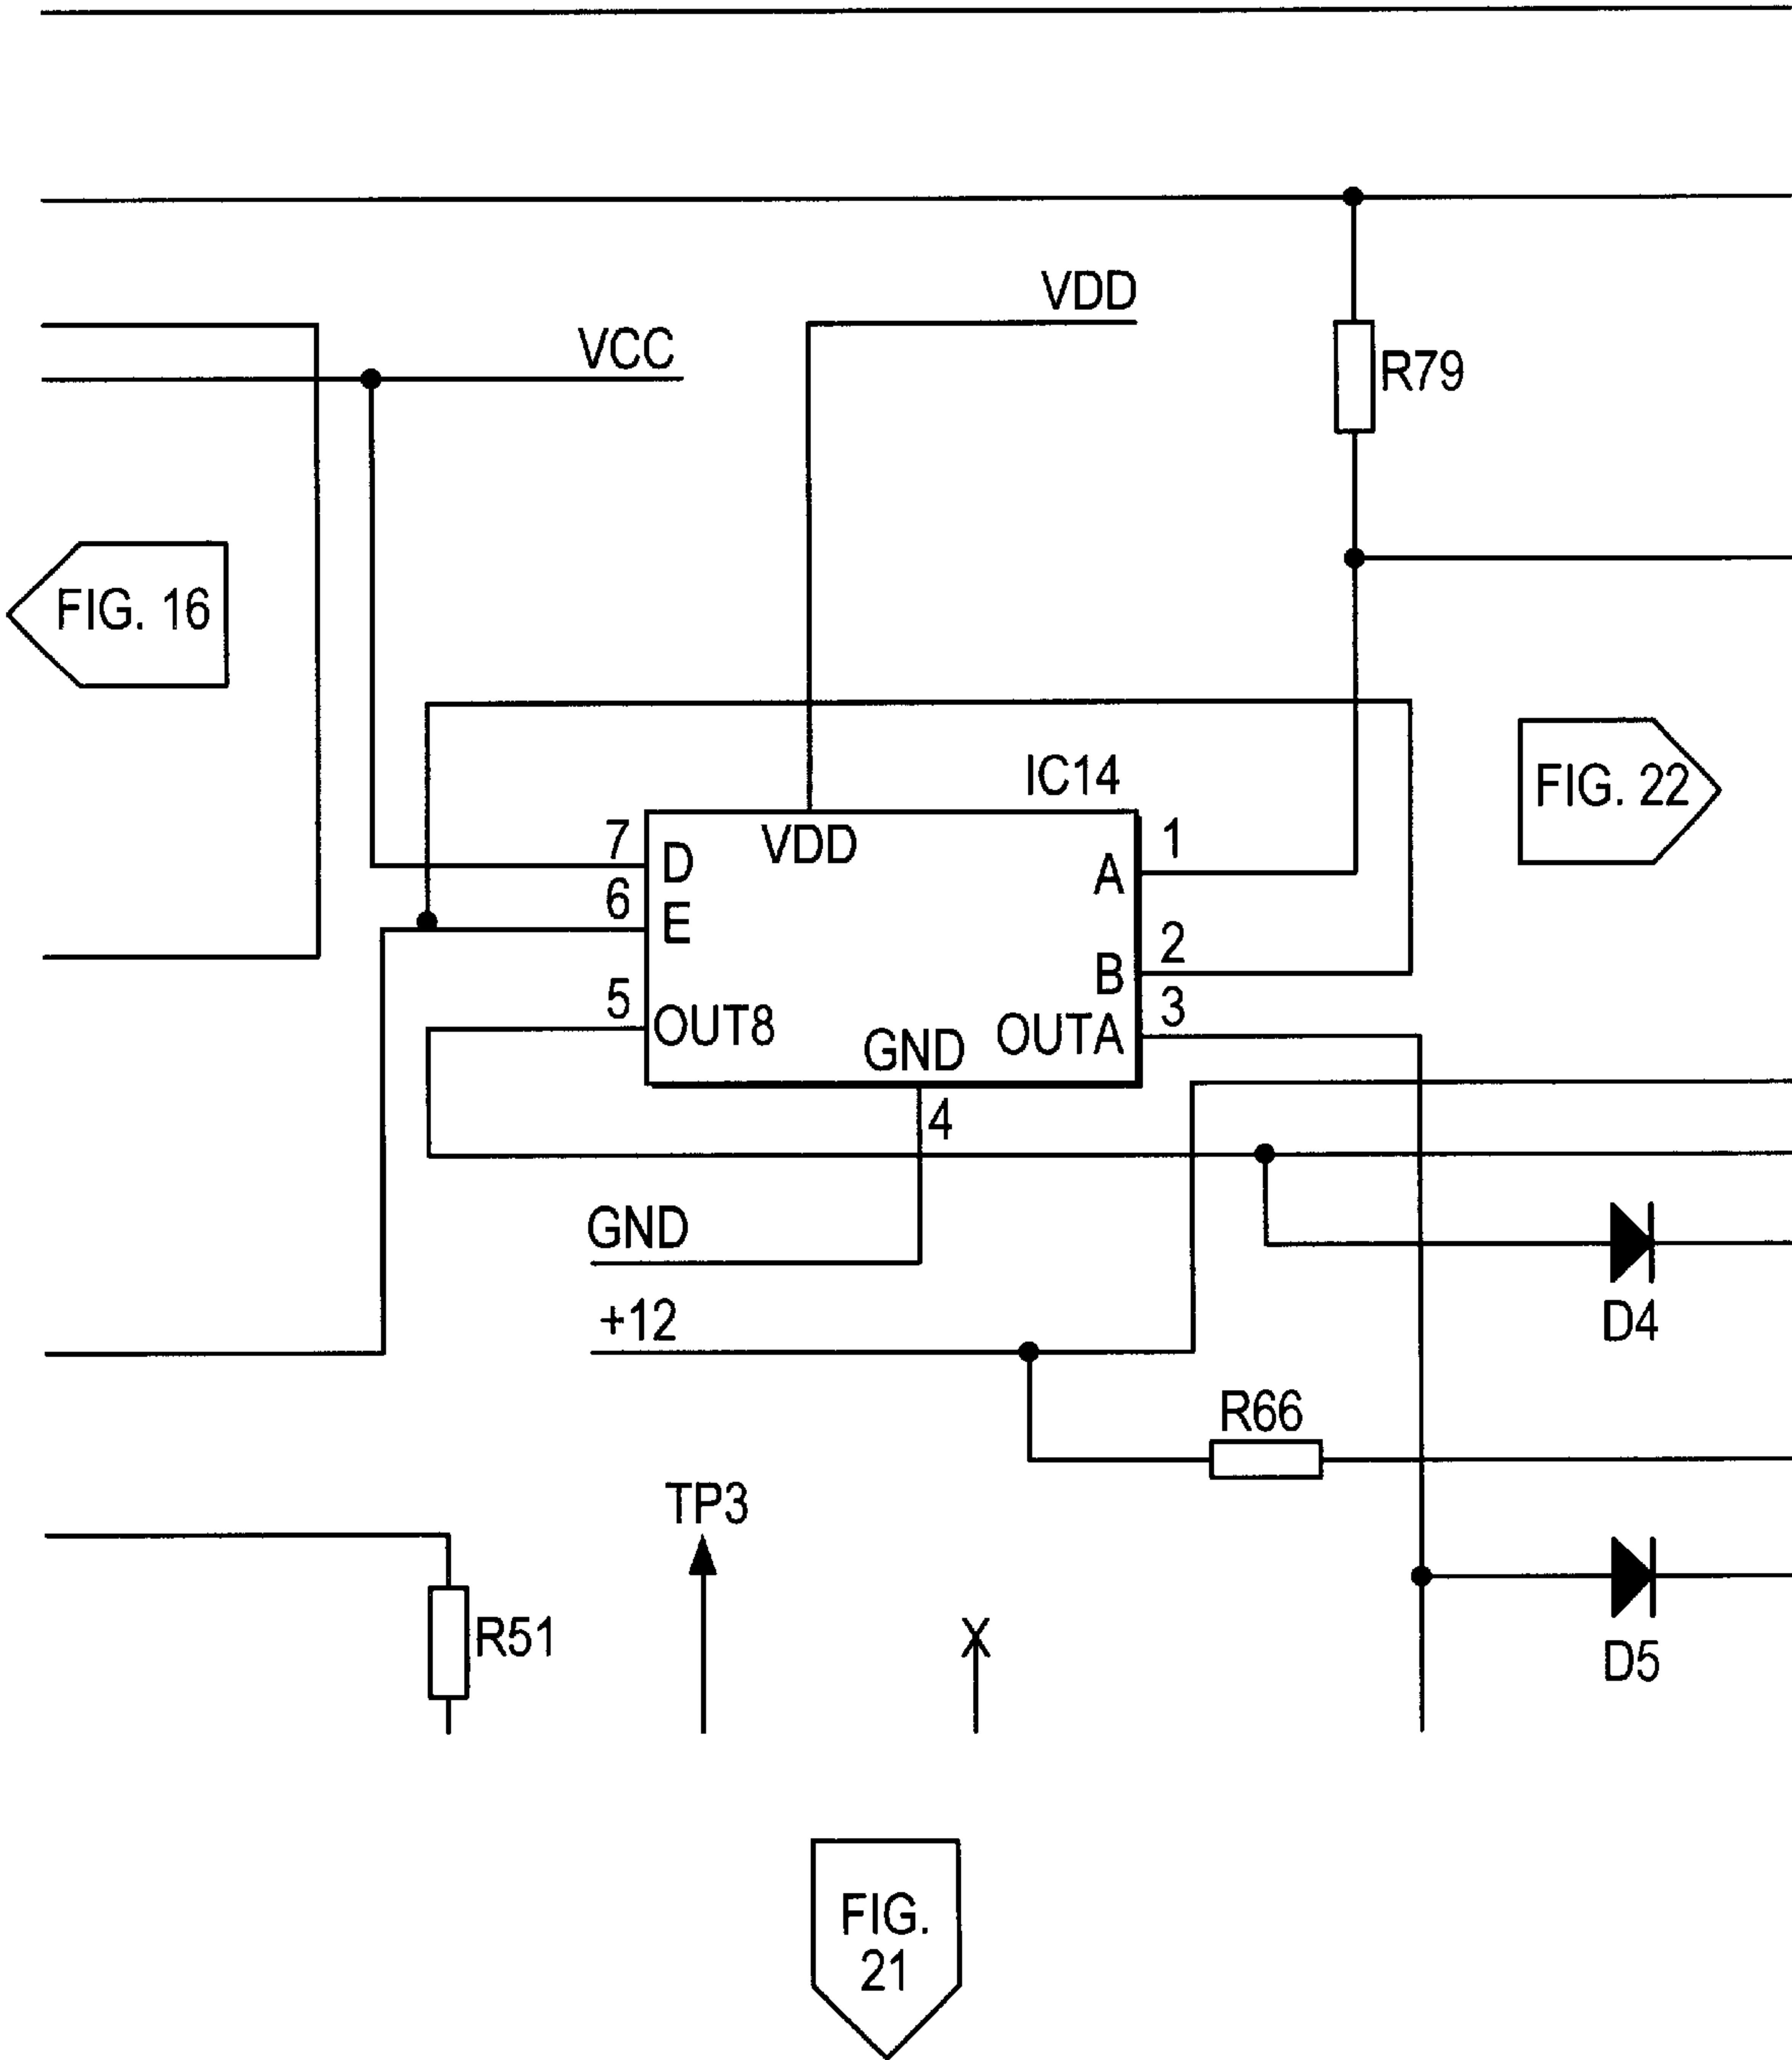 VDD
VCC
R79
FIG. 16
IC14
FIG. 22
7
D
VDD
1
A
6
E
2
B
5
OUT8
GND
OUTA
3
4
GND
+12
D4
R66
TP3
R51
X
D5
FIG.
21